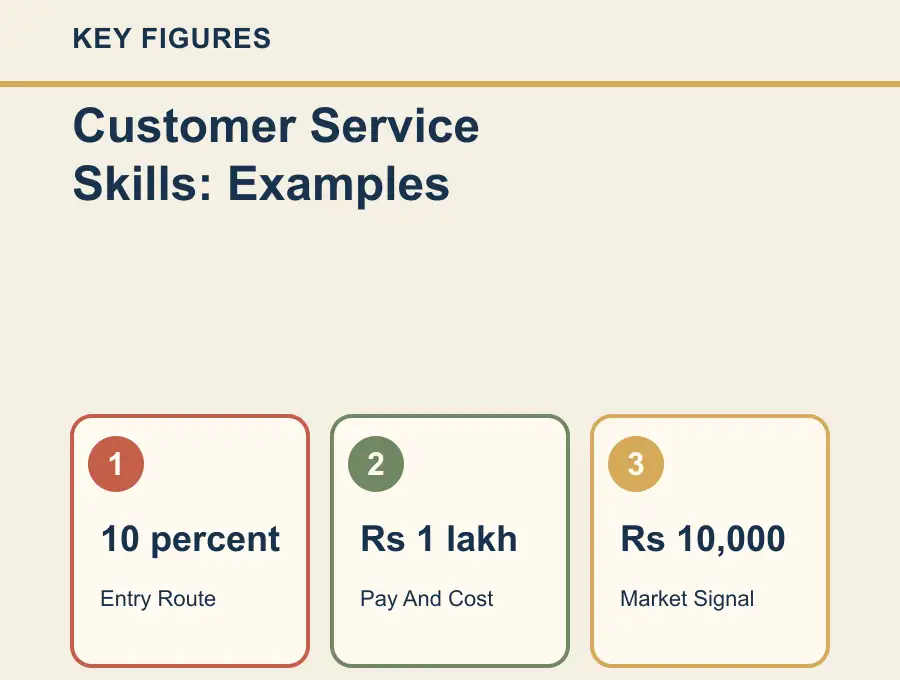 KEY FIGURES
Customer Service
Skills: Examples
1
2
3
10 percent
Rs 1 lakh
Rs 10,000
Entry Route
Pay And Cost
Market Signal